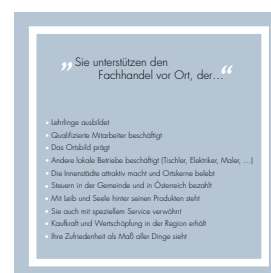 „Sie unterstützen den
Fachhandel vor Ort, der…“
• Lehrlinge ausbildet
• Qualifizierte Mitarbeiter beschäftigt
• Das Ortsbild prägt
• Andere lokale Betriebe beschäftigt (Tischler, Elektriker, Maler, …)
• Die Innenstädte attraktiv macht und Ortskerne belebt
• Steuern in der Gemeinde und in Österreich bezahlt
• Mit Leib und Seele hinter seinen Produkten steht
• Sie auch mit speziellem Service verwöhnt
• Kaufkraft und Wertschöpfung in der Region erhält
• Ihre Zufriedenheit als Maß aller Dinge sieht